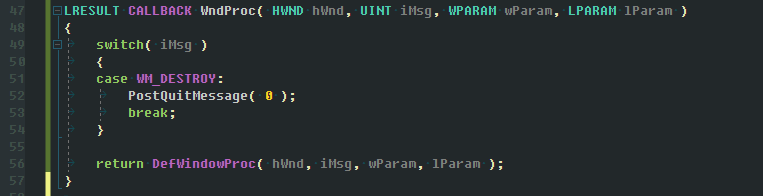 47 LRESULT CALLBACK WndProc( HWND hWnd, UINT iMsg, WPARAM wParam, LPARAM lParam )
48 {
49     switch( iMsg )
50     {
51     case WM_DESTROY:
52         PostQuitMessage( 0 );
53         break;
54     }
55
56     return DefWindowProc( hWnd, iMsg, wParam, lParam );
57 }